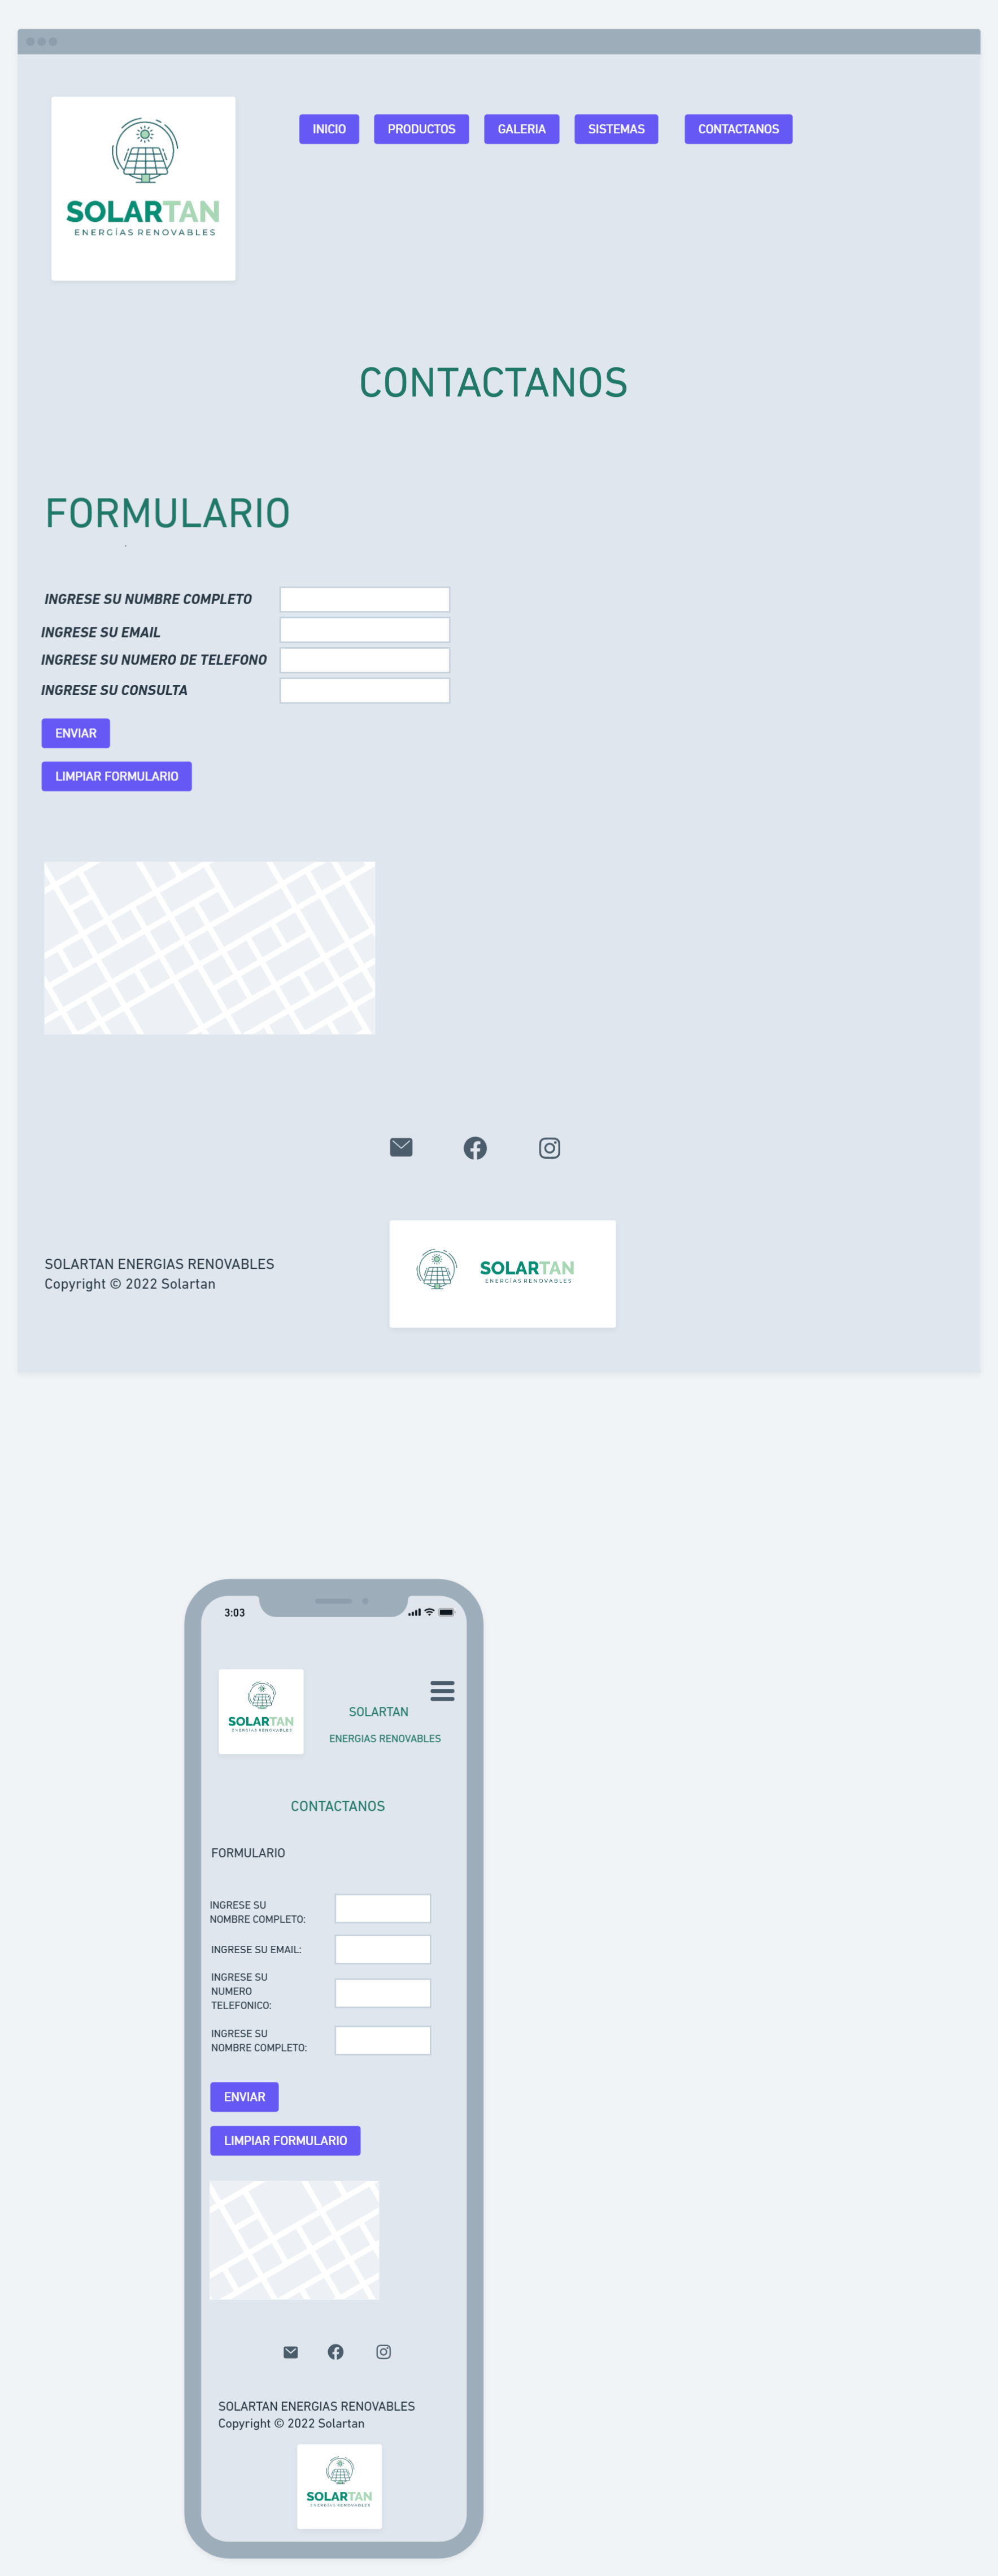 INICIO PRODUCTOS GALERIA SISTEMAS CONTACTANOS
SOLARTAN
ENERGÍAS RENOVABLES
CONTACTANOS
FORMULARIO
INGRESE SU NUMBRE COMPLETO
INGRESE SU EMAIL
INGRESE SU NUMERO DE TELEFONO
INGRESE SU CONSULTA
ENVIAR
LIMPIAR FORMULARIO
SOLARTAN ENERGIAS RENOVABLES
Copyright © 2022 Solartan
SOLARTAN
ENERGÍAS RENOVABLES
3:03
SOLARTAN
ENERGÍAS RENOVABLES
SOLARTAN
ENERGIAS RENOVABLES
CONTACTANOS
FORMULARIO
INGRESE SU
NOMBRE COMPLETO:
INGRESE SU EMAIL:
INGRESE SU
NUMERO
TELEFONICO:
INGRESE SU
NOMBRE COMPLETO:
ENVIAR
LIMPIAR FORMULARIO
SOLARTAN ENERGIAS RENOVABLES
Copyright © 2022 Solartan
SOLARTAN
ENERGÍAS RENOVABLES